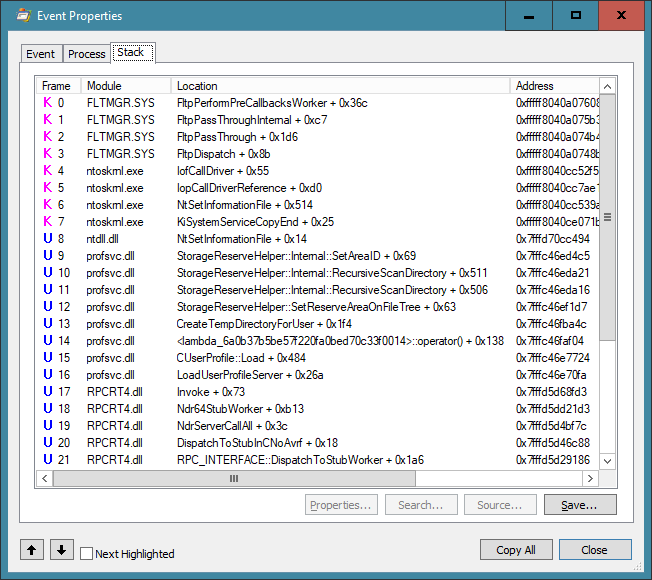 Event Properties
Event Process Stack
Frame Module Location Address
K 0 FLTMGR.SYS FltpPerformPreCallbacksWorker + 0x36c 0xfffff8040a07608
K 1 FLTMGR.SYS FltpPassThroughInternal + 0xc7 0xfffff8040a075b3
K 2 FLTMGR.SYS FltpPassThrough + 0x1d6 0xfffff8040a074b4
K 3 FLTMGR.SYS FltpDispatch + 0x8b 0xfffff8040a0748b
K 4 ntoskrnl.exe IofCallDriver + 0x55 0xfffff8040cc52f5
K 5 ntoskrnl.exe IopCallDriverReference + 0xd0 0xfffff8040cc7ae1
K 6 ntoskrnl.exe NtSetInformationFile + 0x514 0xfffff8040cc539a
K 7 ntoskrnl.exe KiSystemServiceCopyEnd + 0x25 0xfffff8040ce071b
U 8 ntdll.dll NtSetInformationFile + 0x14 0x7fffd70cc494
U 9 profsvc.dll StorageReserveHelper::Internal::SetAreaID + 0x69 0x7fffc46ed4c5
U 10 profsvc.dll StorageReserveHelper::Internal::RecursiveScanDirectory + 0x511 0x7fffc46eda21
U 11 profsvc.dll StorageReserveHelper::Internal::RecursiveScanDirectory + 0x506 0x7fffc46eda16
U 12 profsvc.dll StorageReserveHelper::SetReserveAreaOnFileTree + 0x63 0x7fffc46ef1d7
U 13 profsvc.dll CreateTempDirectoryForUser + 0x1f4 0x7fffc46fba4c
U 14 profsvc.dll <lambda_6a0b37b5be57f220fa0bed70c33f0014>::operator() + 0x138 0x7fffc46faf04
U 15 profsvc.dll CUserProfile::Load + 0x484 0x7fffc46e7724
U 16 profsvc.dll LoadUserProfileServer + 0x26a 0x7fffc46e70fa
U 17 RPCRT4.dll Invoke + 0x73 0x7fffd5d68fd3
U 18 RPCRT4.dll Ndr64StubWorker + 0xb13 0x7fffd5dd21d3
U 19 RPCRT4.dll NdrServerCallAll + 0x3c 0x7fffd5d4bf7c
U 20 RPCRT4.dll DispatchToStubInCNoAvrf + 0x18 0x7fffd5d46c88
U 21 RPCRT4.dll RPC_INTERFACE::DispatchToStubWorker + 0x1a6 0x7fffd5d29186
Properties... Search... Source... Save...
Next Highlighted Copy All Close